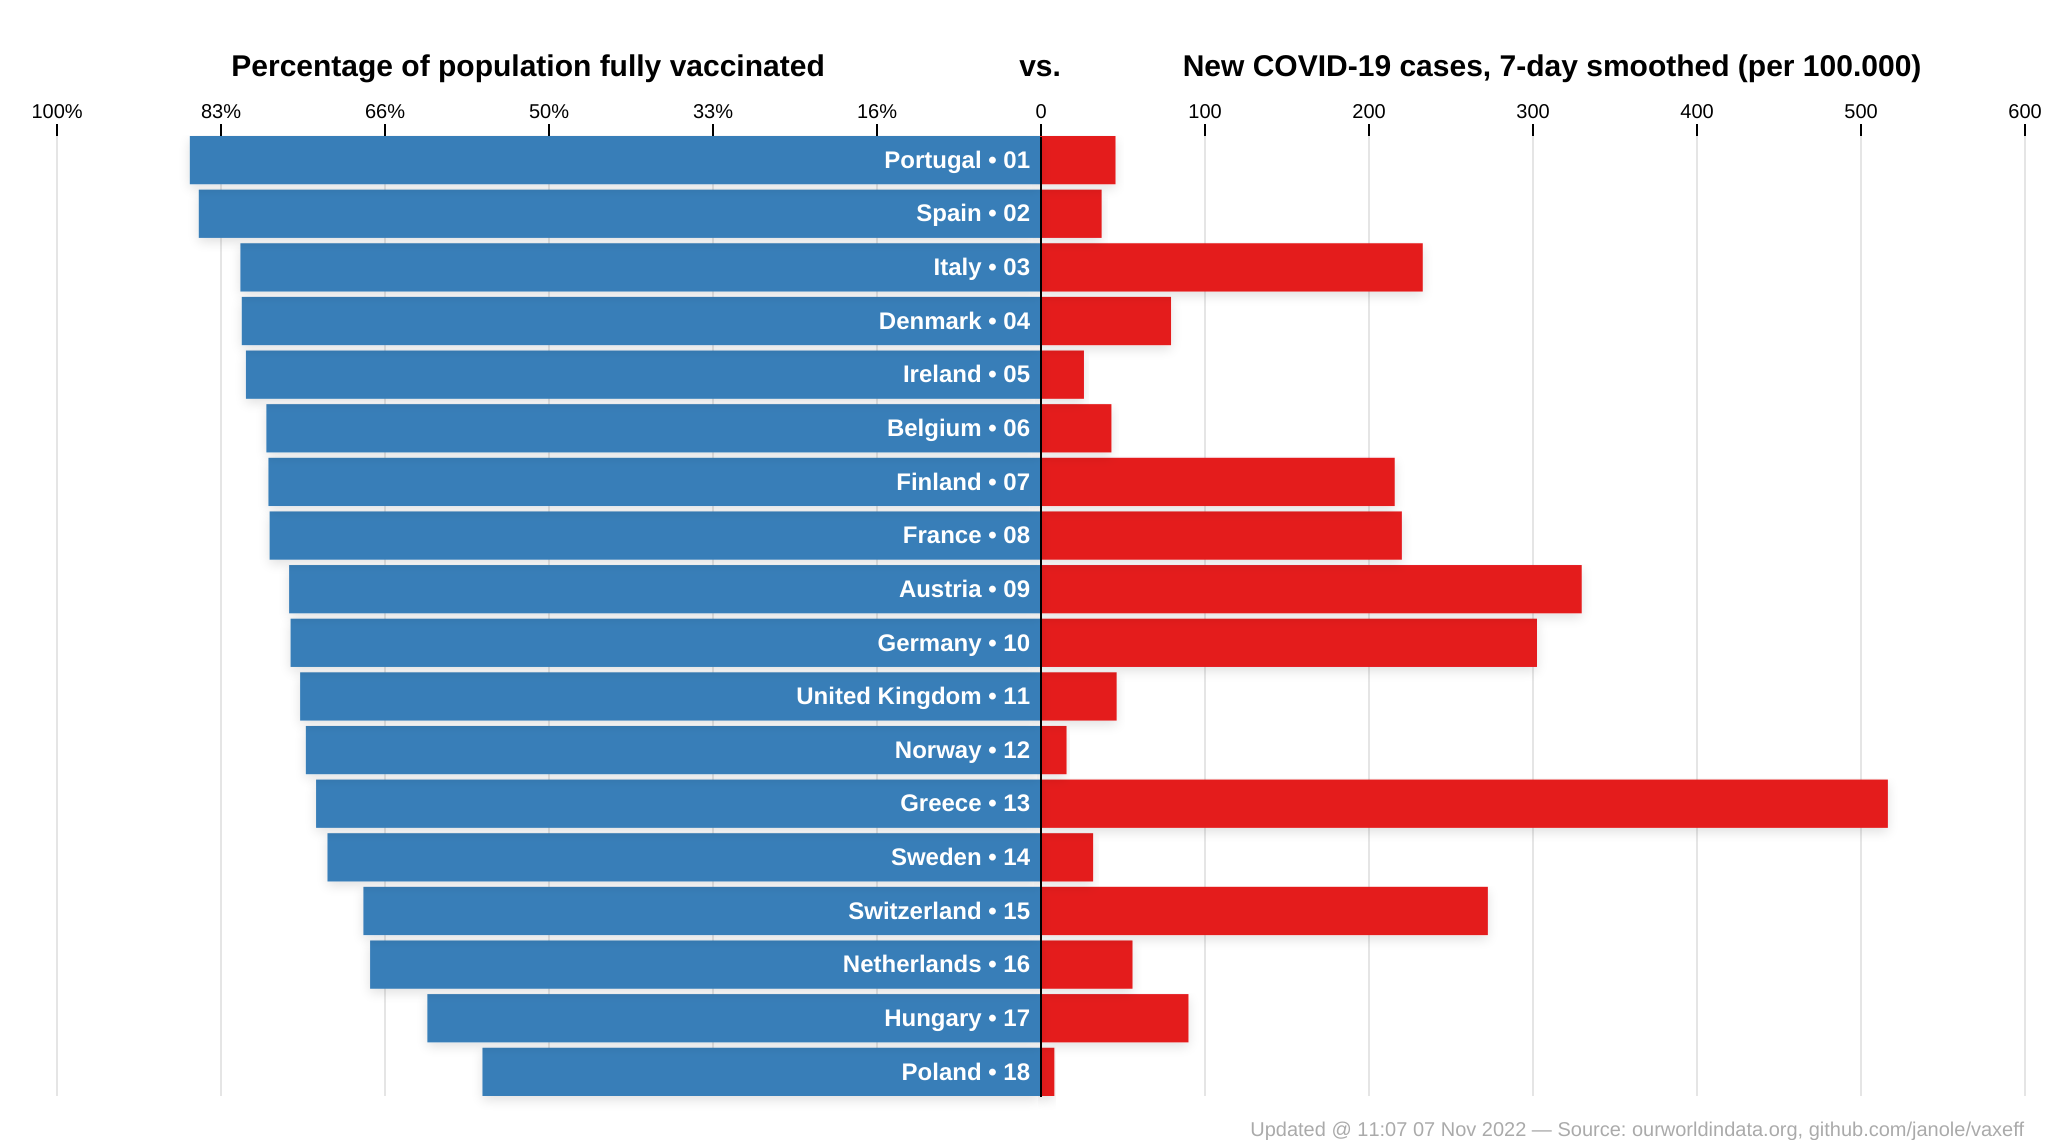 Percentage of population fully vaccinated vs. New COVID-19 cases, 7-day smoothed (per 100.000)
100% 83% 66% 50% 33% 16% 0 100 200 300 400 500 600
Portugal • 01
Spain • 02
Italy • 03
Denmark • 04
Ireland • 05
Belgium • 06
Finland • 07
France • 08
Austria • 09
Germany • 10
United Kingdom • 11
Norway • 12
Greece • 13
Sweden • 14
Switzerland • 15
Netherlands • 16
Hungary • 17
Poland • 18
Updated @ 11:07 07 Nov 2022 — Source: ourworldindata.org, github.com/janole/vaxeff